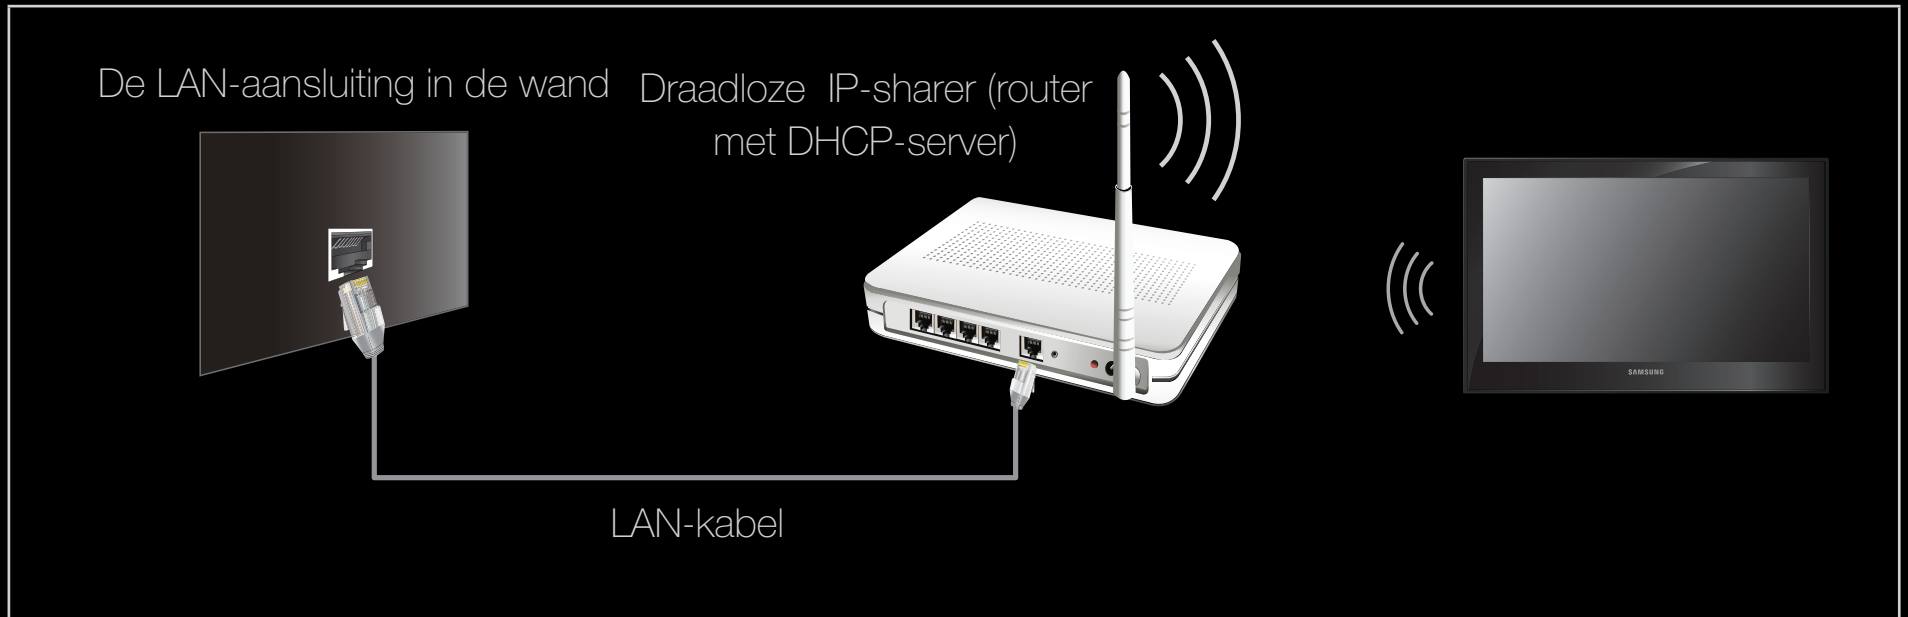 De LAN-aansluiting in de wand
Draadloze IP-sharer (router
met DHCP-server)
SAMSUNG
LAN-kabel